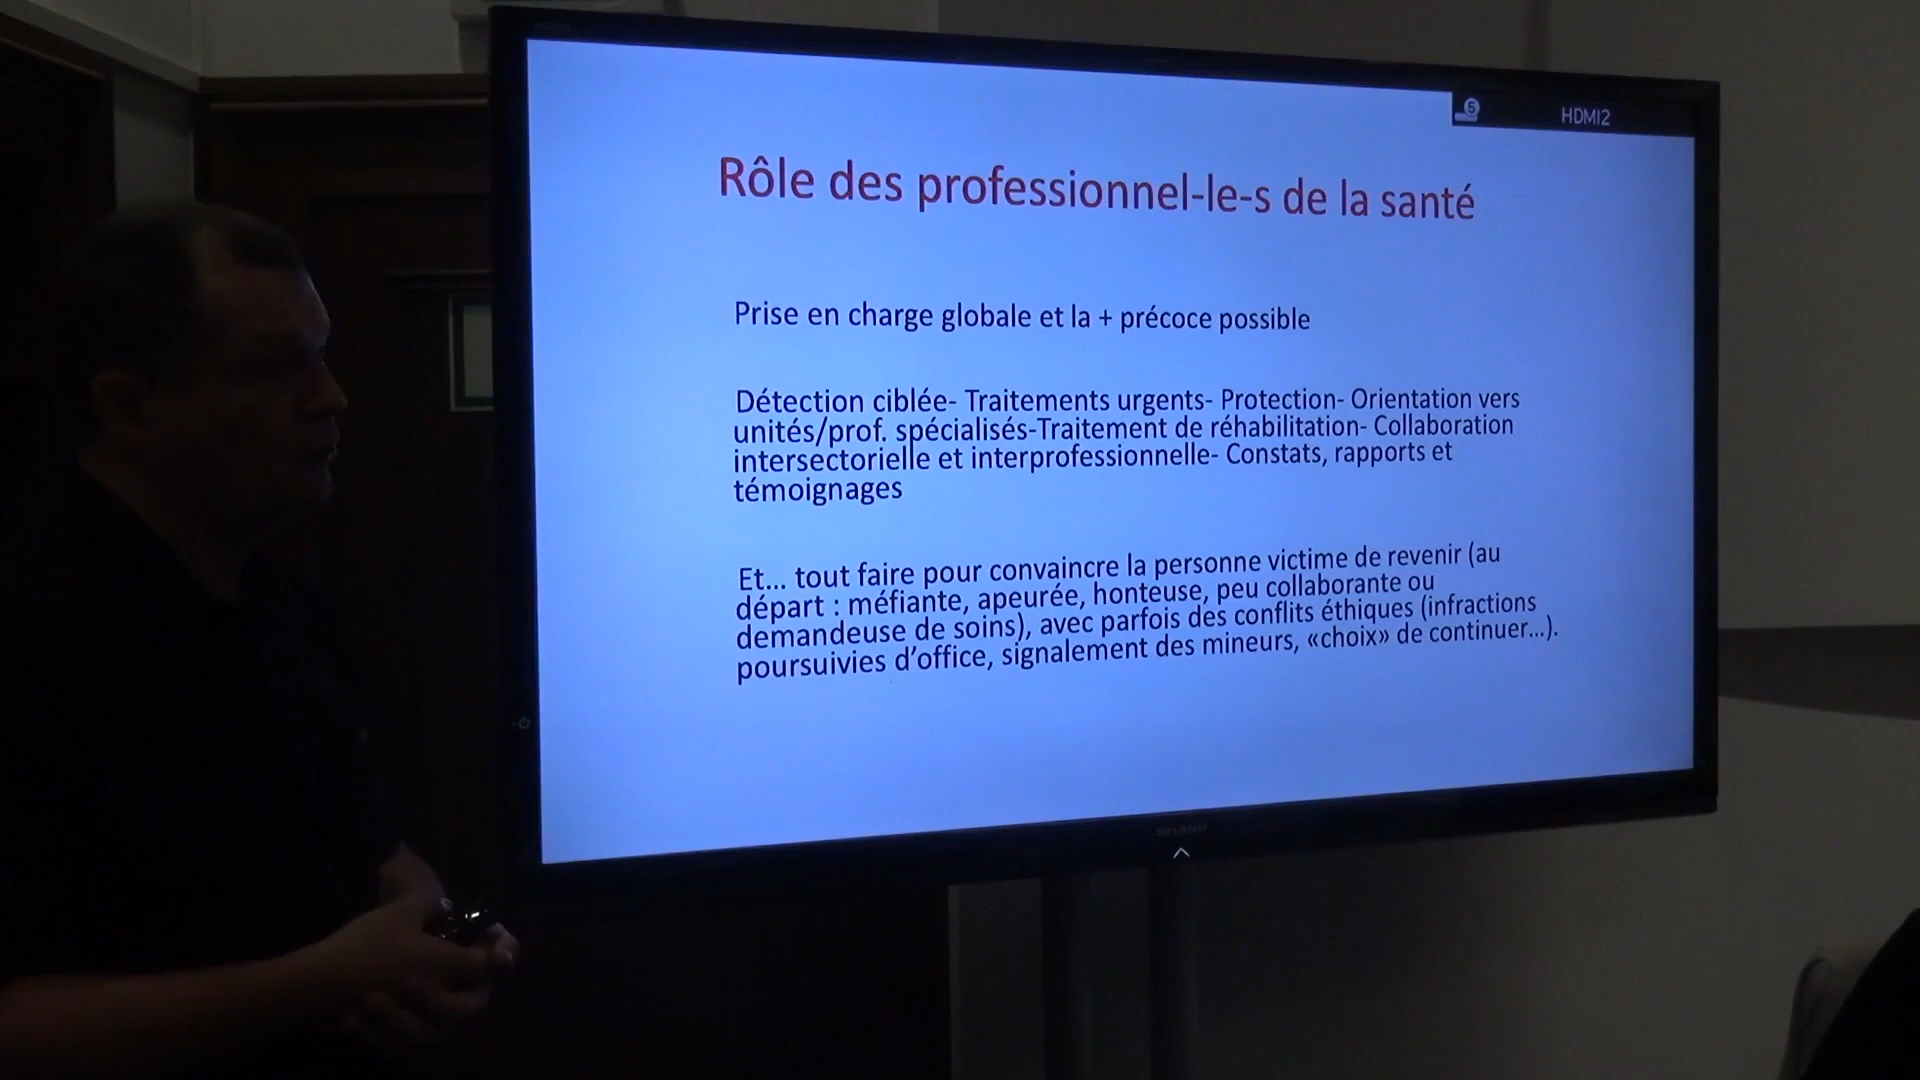 HDMI2
Rôle des professionnel-le-s de la santé
Prise en charge globale et la + précoce possible
Détection ciblée- Traitements urgents- Protection- Orientation vers
unités/prof. spécialisés-Traitement de réhabilitation- Collaboration
intersectorielle et interprofessionnelle- Constats, rapports et
témoignages
Et... tout faire pour convaincre la personne victime de revenir (au
départ : méfiante, apeurée, honteuse, peu collaborante ou
demandeuse de soins), avec parfois des conflits éthiques (infractions
poursuivies d’office, signalement des mineurs, «choix» de continuer...).
SHARP